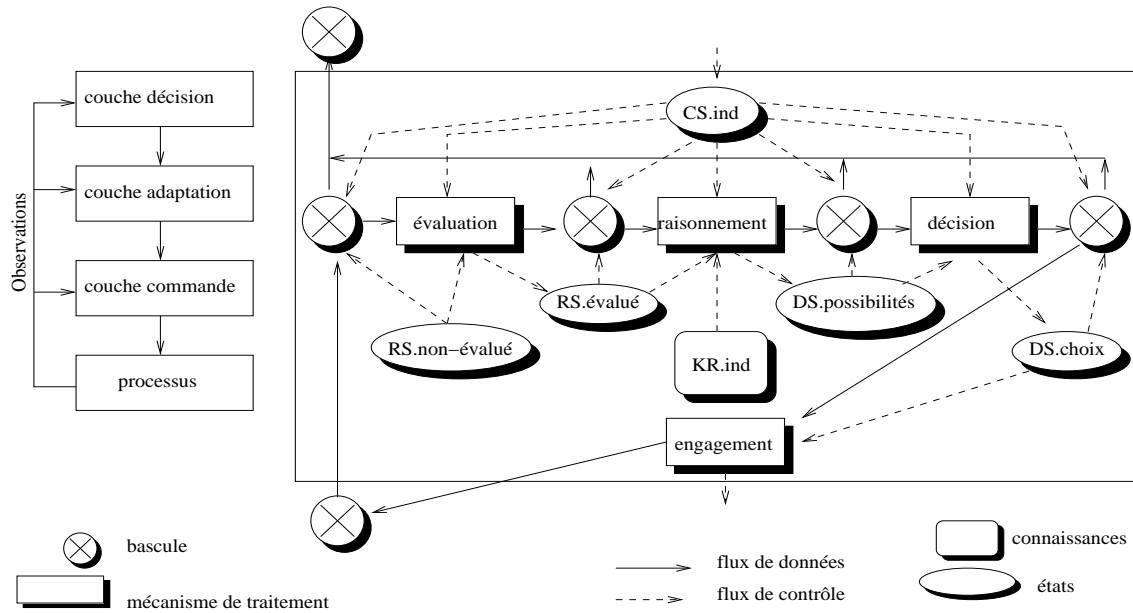 couche décision
couche adaptation
couche commande
processus
Observations
CS.ind
évaluation
raisonnement
décision
RS.évalué
DS.possibilités
RS.non−évalué
KR.ind
DS.choix
engagement
bascule
mécanisme de traitement
flux de données
flux de contrôle
connaissances
états